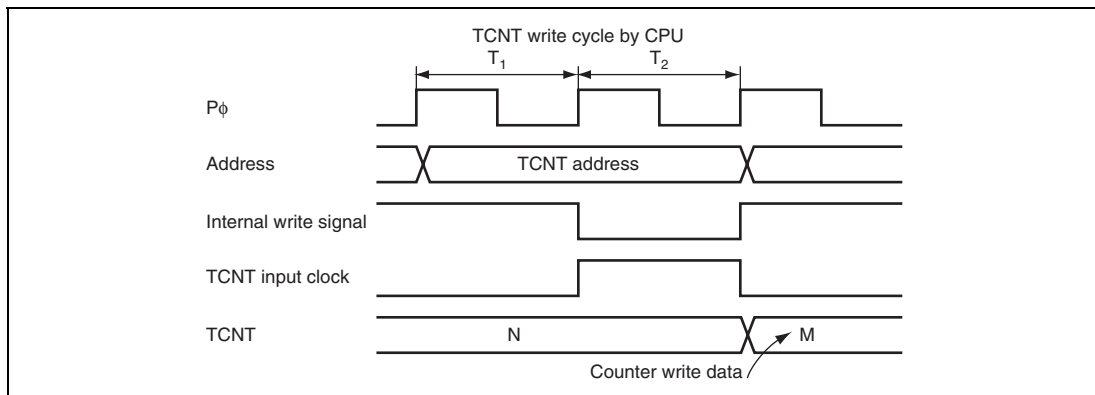 TCNT write cycle by CPU
T1 T2
Pϕ
Address TCNT address
Internal write signal
TCNT input clock
TCNT N M
Counter write data